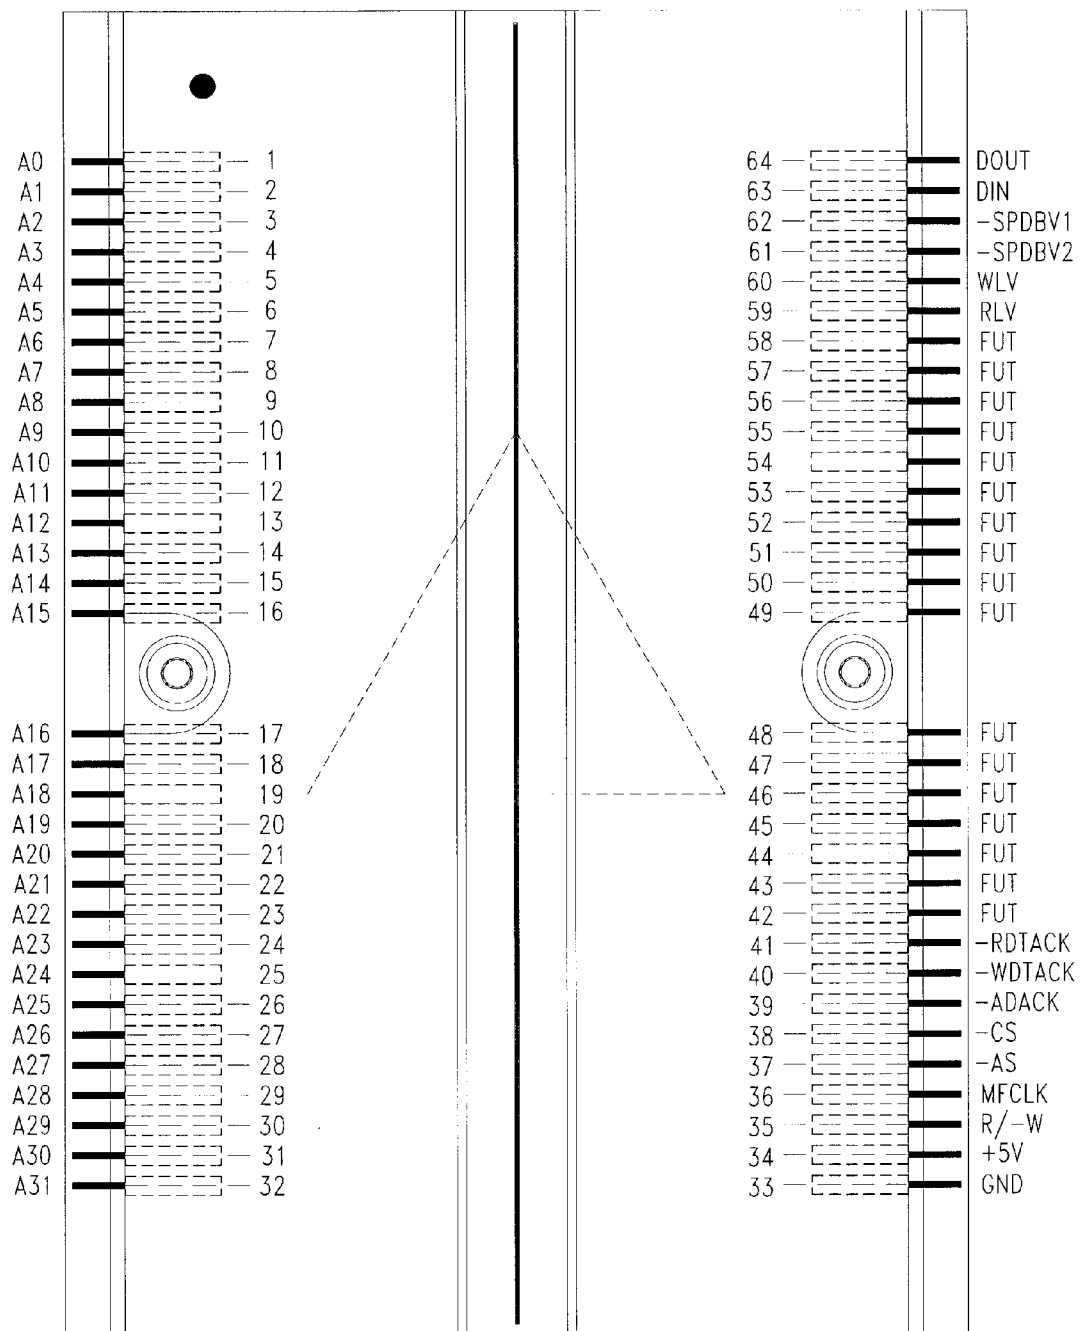 A0 1 64 DOUT
A1 2 63 DIN
A2 3 62 -SPDBV1
A3 4 61 -SPDBV2
A4 5 60 WLV
A5 6 59 RLV
A6 7 58 FUT
A7 8 57 FUT
A8 9 56 FUT
A9 10 55 FUT
A10 11 54 FUT
A11 12 53 FUT
A12 13 52 FUT
A13 14 51 FUT
A14 15 50 FUT
A15 16 49 FUT
A16 17 48 FUT
A17 18 47 FUT
A18 19 46 FUT
A19 20 45 FUT
A20 21 44 FUT
A21 22 43 FUT
A22 23 42 FUT
A23 24 41 -RDTACK
A24 25 40 -WDTACK
A25 26 39 -ADACK
A26 27 38 -CS
A27 28 37 -AS
A28 29 36 MFCLK
A29 30 35 R/-W
A30 31 34 +5V
A31 32 33 GND